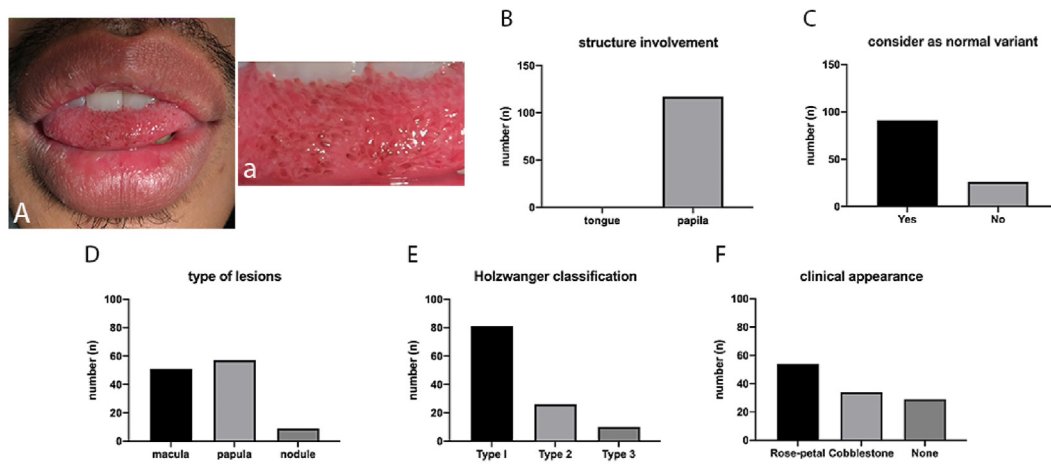 A
a
B
structure involvement
number (n)
150
100
50
0
tongue papila
C
consider as normal variant
number (n)
150
100
50
0
Yes No
D
type of lesions
number (n)
100
80
60
40
20
0
macula papula nodule
E
Holzwanger classification
number (n)
100
80
60
40
20
0
Type I Type 2 Type 3
F
clinical appearance
number (n)
100
80
60
40
20
0
Rose-petal Cobblestone None